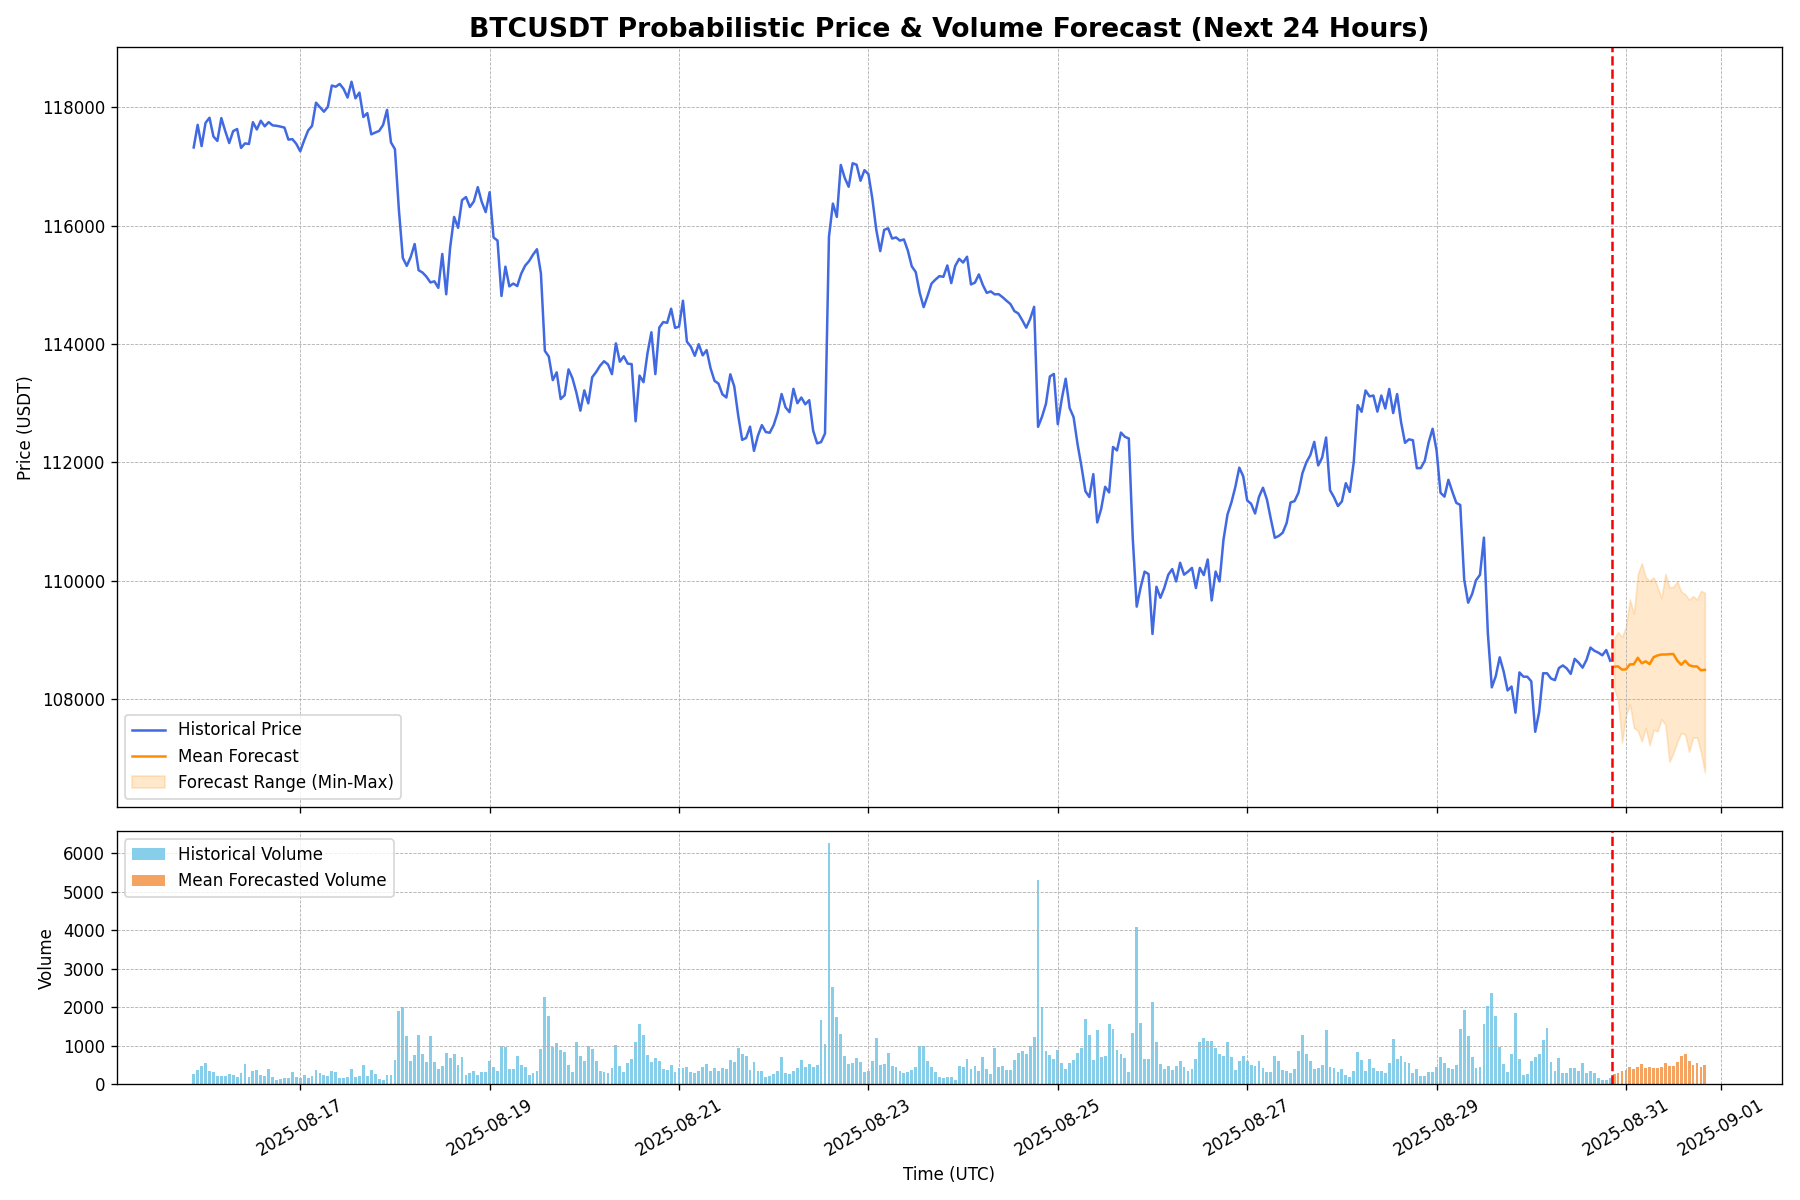 BTCUSDT Probabilistic Price & Volume Forecast (Next 24 Hours)
118000
116000
114000
112000
110000
108000
Price (USDT)
Historical Price
Mean Forecast
Forecast Range (Min-Max)
6000
5000
4000
3000
2000
1000
0
Volume
Historical Volume
Mean Forecasted Volume
2025-08-17
2025-08-19
2025-08-21
2025-08-23
2025-08-25
2025-08-27
2025-08-29
2025-08-31
2025-09-01
Time (UTC)